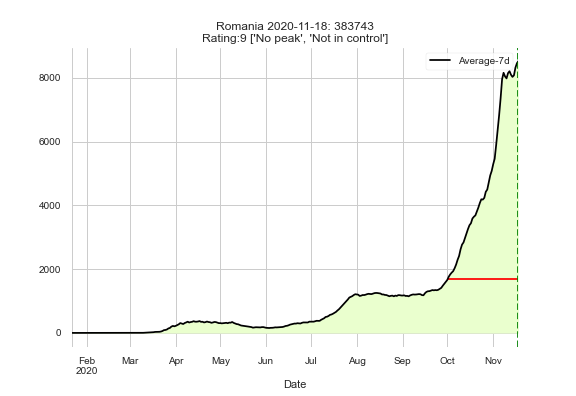 Romania 2020-11-18: 383743
Rating:9 ['No peak', 'Not in control']
Average-7d
8000
6000
4000
2000
0
Feb Mar Apr May Jun Jul Aug Sep Oct Nov
2020
Date